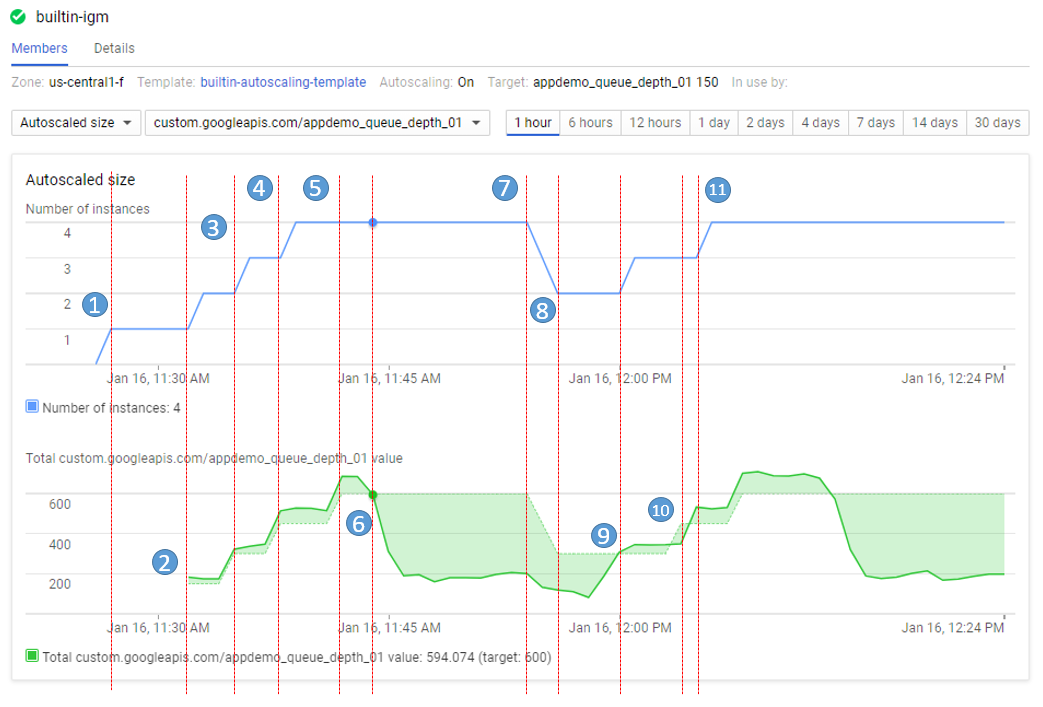 builtin-igm
Members Details
Zone: us-central1-f Template: builtin-autoscaling-template Autoscaling: On Target: appdemo_queue_depth_01 150 In use by:
Autoscaled size custom.googleapis.com/appdemo_queue_depth_01 1 hour 6 hours 12 hours 1 day 2 days 4 days 7 days 14 days 30 days
Autoscaled size
Number of instances
4 5 7 11
3
4
3
2
1
8
1
Jan 16, 11:30 AM Jan 16, 11:45 AM Jan 16, 12:00 PM Jan 16, 12:24 PM
Number of instances: 4
Total custom.googleapis.com/appdemo_queue_depth_01 value
600
10
6
9
400
2
200
Jan 16, 11:30 AM Jan 16, 11:45 AM Jan 16, 12:00 PM Jan 16, 12:24 PM
Total custom.googleapis.com/appdemo_queue_depth_01 value: 594.074 (target: 600)